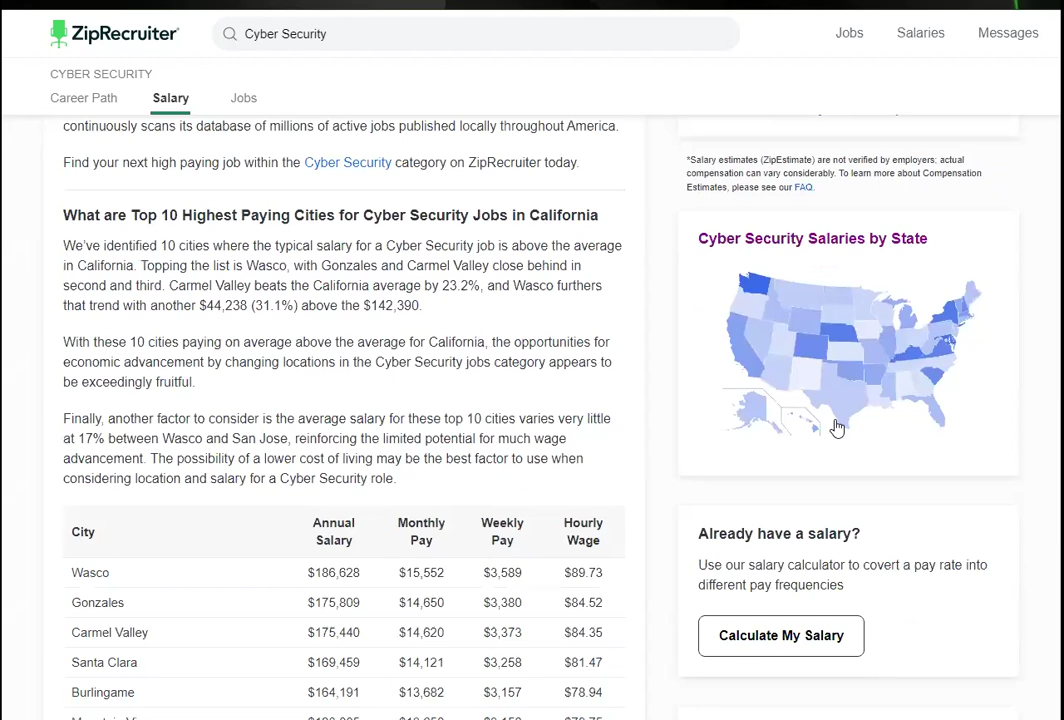 ZipRecruiter
Cyber Security
Jobs
Salaries
Messages
CYBER SECURITY
Career Path
Salary
Jobs
continuously scans its database of millions of active jobs published locally throughout America.
Find your next high paying job within the Cyber Security category on ZipRecruiter today.
What are Top 10 Highest Paying Cities for Cyber Security Jobs in California
We've identified 10 cities where the typical salary for a Cyber Security job is above the average
in California. Topping the list is Wasco, with Gonzales and Carmel Valley close behind in
second and third. Carmel Valley beats the California average by 23.2%, and Wasco furthers
that trend with another $44,238 (31.1%) above the $142,390.
With these 10 cities paying on average above the average for California, the opportunities for
economic advancement by changing locations in the Cyber Security jobs category appears to
be exceedingly fruitful.
Finally, another factor to consider is the average salary for these top 10 cities varies very little
at 17% between Wasco and San Jose, reinforcing the limited potential for much wage
advancement. The possibility of a lower cost of living may be the best factor to use when
considering location and salary for a Cyber Security role.
City Annual Salary Monthly Pay Weekly Pay Hourly Wage
Wasco $186,628 $15,552 $3,589 $89.73
Gonzales $175,809 $14,650 $3,380 $84.52
Carmel Valley $175,440 $14,620 $3,373 $84.35
Santa Clara $169,459 $14,121 $3,258 $81.47
Burlingame $164,191 $13,682 $3,157 $78.94
*Salary estimates (ZipEstimate) are not verified by employers; actual
compensation can vary considerably. To learn more about Compensation
Estimates, please see our FAQ.
Cyber Security Salaries by State
Already have a salary?
Use our salary calculator to covert a pay rate into
different pay frequencies
Calculate My Salary